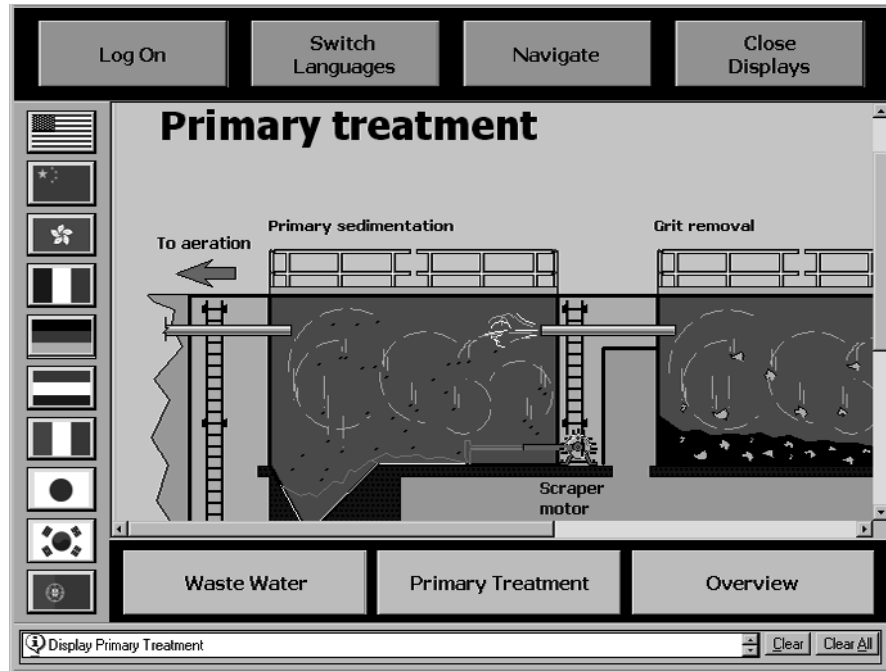 Log On
Switch
Languages
Navigate
Close
Displays
Primary treatment
Primary sedimentation
Grit removal
To aeration
Scraper
motor
Waste Water
Primary Treatment
Overview
Display Primary Treatment
Clear
Clear All